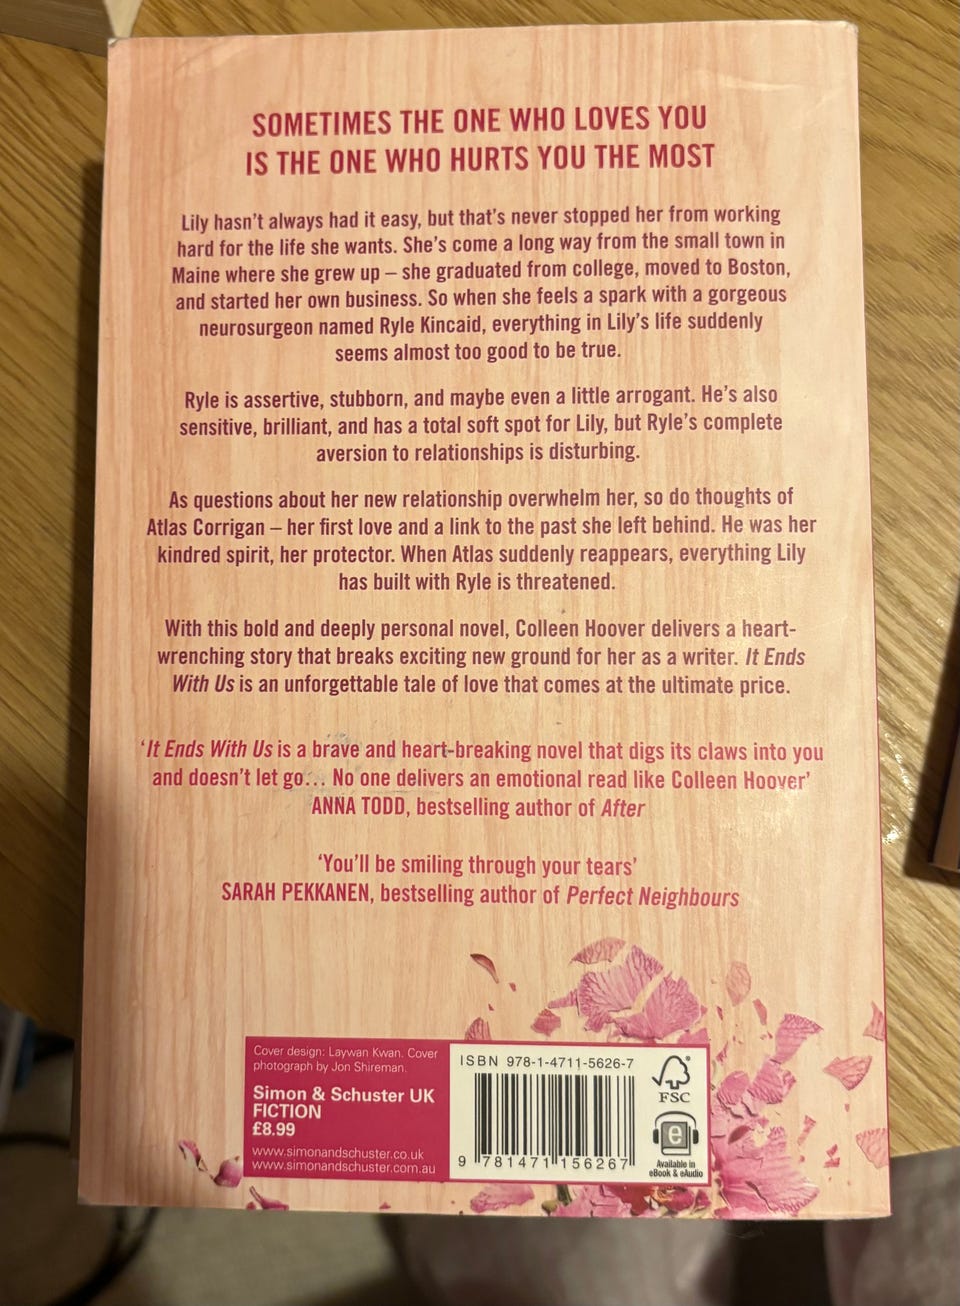 SOMETIMES THE ONE WHO LOVES YOU
IS THE ONE WHO HURTS YOU THE MOST
Lily hasn't always had it easy, but that's never stopped her from working
hard for the life she wants. She's come a long way from the small town in
Maine where she grew up – she graduated from college, moved to Boston,
and started her own business. So when she feels a spark with a gorgeous
neurosurgeon named Ryle Kincaid, everything in Lily's life suddenly
seems almost too good to be true.
Ryle is assertive, stubborn, and maybe even a little arrogant. He's also
sensitive, brilliant, and has a total soft spot for Lily, but Ryle's complete
aversion to relationships is disturbing.
As questions about her new relationship overwhelm her, so do thoughts of
Atlas Corrigan – her first love and a link to the past she left behind. He was her
kindred spirit, her protector. When Atlas suddenly reappears, everything Lily
has built with Ryle is threatened.
With this bold and deeply personal novel, Colleen Hoover delivers a heart-
wrenching story that breaks exciting new ground for her as a writer. It Ends
With Us is an unforgettable tale of love that comes at the ultimate price.
'It Ends With Us is a brave and heart-breaking novel that digs its claws into you
and doesn't let go... No one delivers an emotional read like Colleen Hoover'
ANNA TODD, bestselling author of After
'You'll be smiling through your tears'
SARAH PEKKANEN, bestselling author of Perfect Neighbours
Cover design: Laywan Kwan. Cover
photograph by Jon Shireman.
Simon & Schuster UK
FICTION
£8.99
www.simonandschuster.co.uk
www.simonandschuster.com.au
ISBN 978-1-4711-5626-7
9 781471 156267
FSC
e
Available in
eBook & eAudio